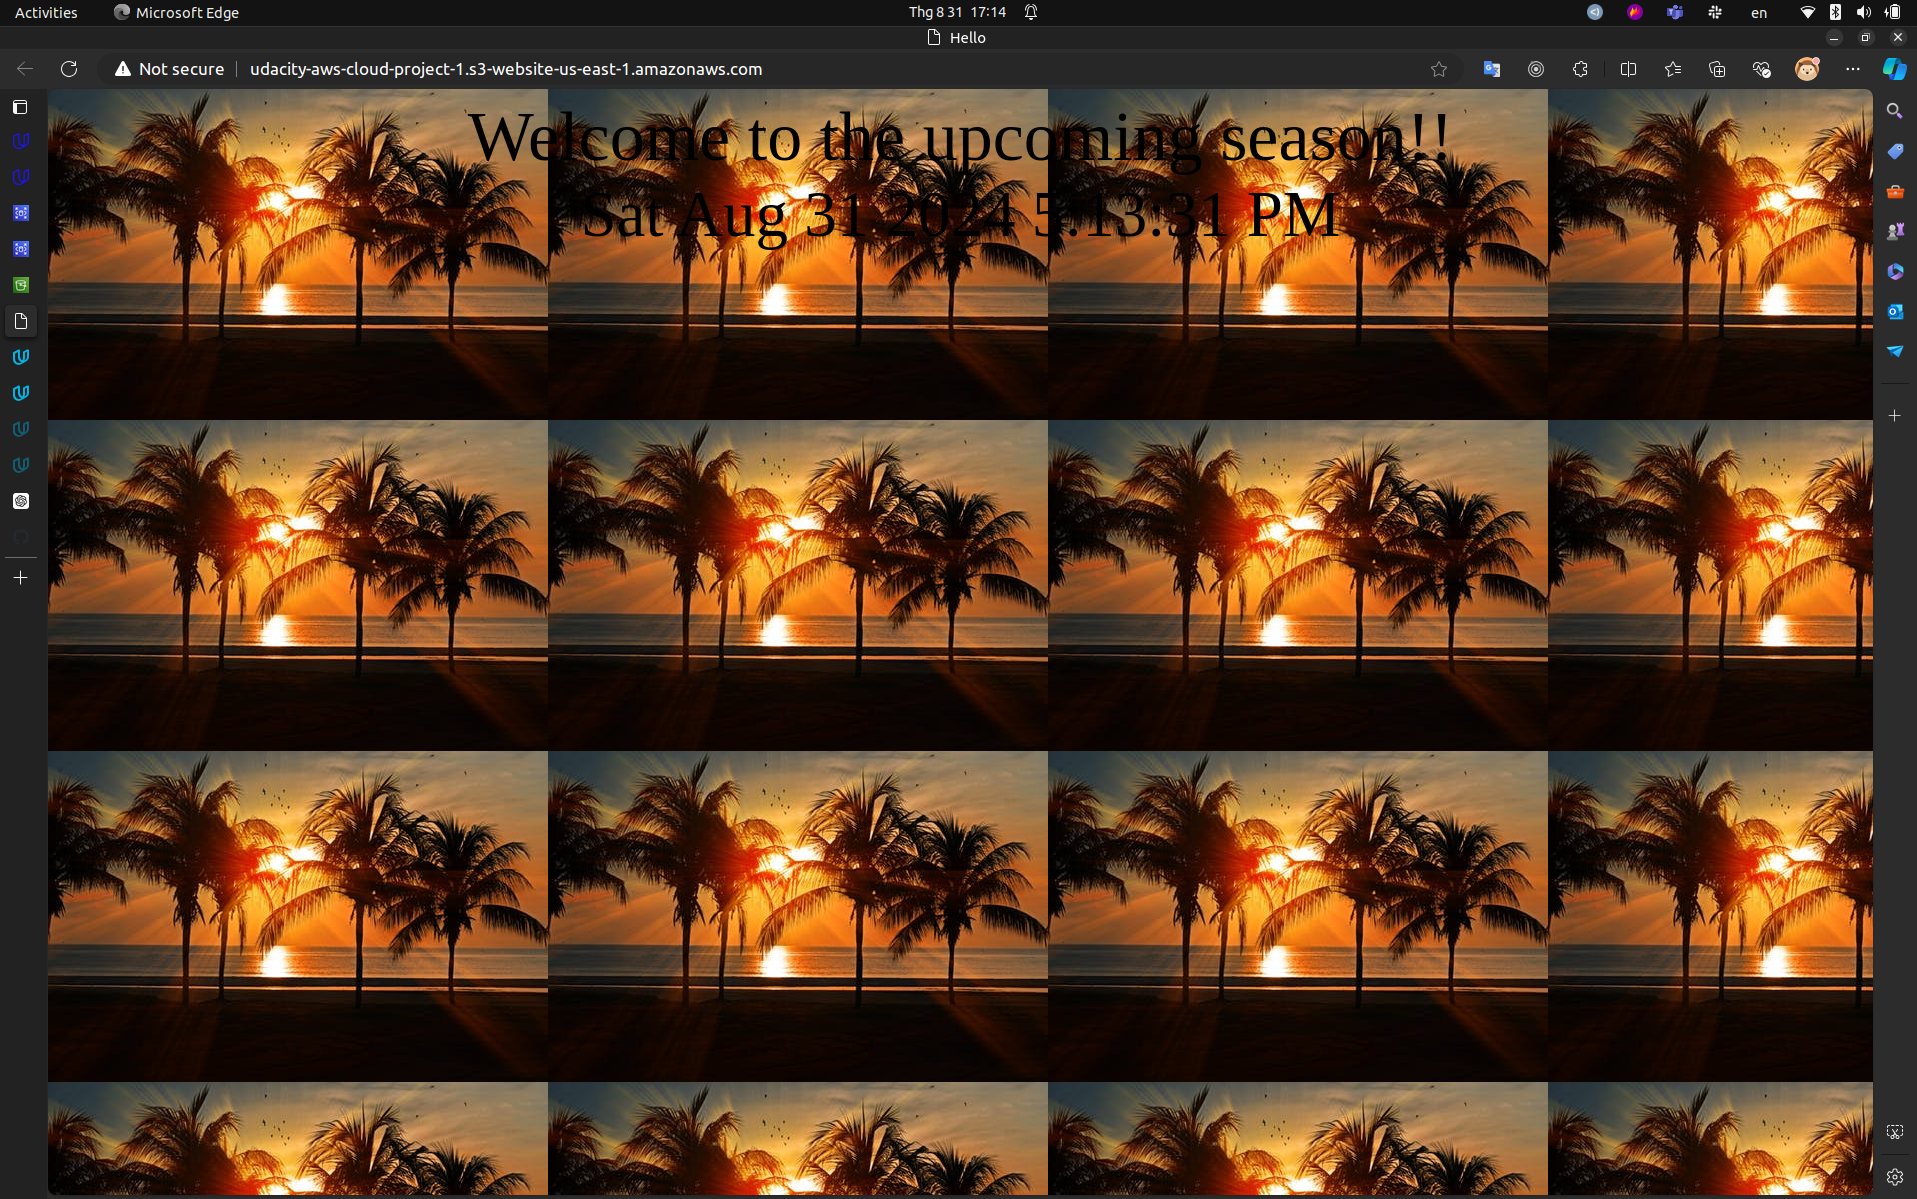 Activities
Microsoft Edge
Thg 8 31 17:14
en
Hello
Not secure
udacity-aws-cloud-project-1.s3-website-us-east-1.amazonaws.com
Welcome to the upcoming season!!
Sat Aug 31 2024 5:13:31 PM